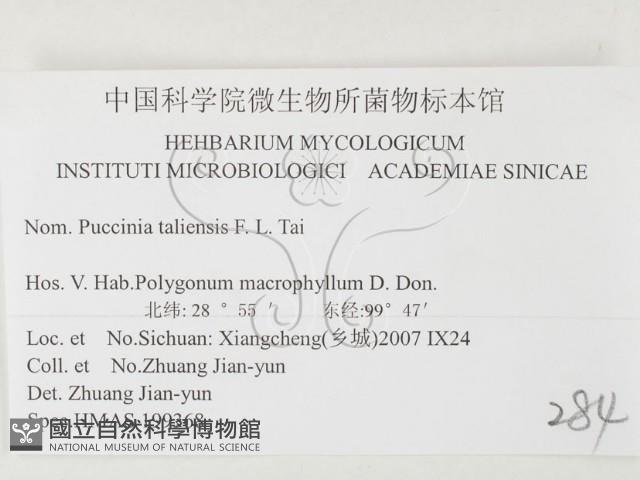 中国科学院微生物所菌物标本馆
HEHBARIUM MYCOLOGICUM
INSTITUTI MICROBIOLOGICI ACADEMIAE SINICAE
Nom. Puccinia taliensis F. L. Tai
Hos. V. Hab.Polygonum macrophyllum D. Don.
北纬: 28 ° 55 ′ 东经:99° 47′
Loc. et No.Sichuan: Xiangcheng(乡城)2007 IX24
Coll. et No.Zhuang Jian-yun
Det. Zhuang Jian-yun
Spec.HMAS 199368
284
國立自然科學博物館
NATIONAL MUSEUM OF NATURAL SCIENCE